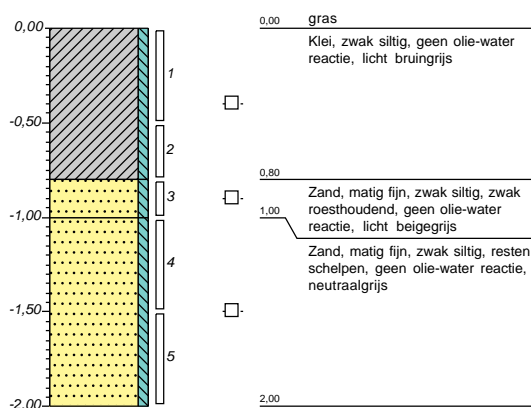 0,00
-0,50
-1,00
-1,50
-2,00
1
2
3
4
5
0,00 gras
Klei, zwak siltig, geen olie-water
reactie, licht bruingrijs
0,80
Zand, matig fijn, zwak siltig, zwak
roesthoudend, geen olie-water
reactie, licht beigegrijs
1,00
Zand, matig fijn, zwak siltig, resten
schelpen, geen olie-water reactie,
neutraalgrijs
2,00